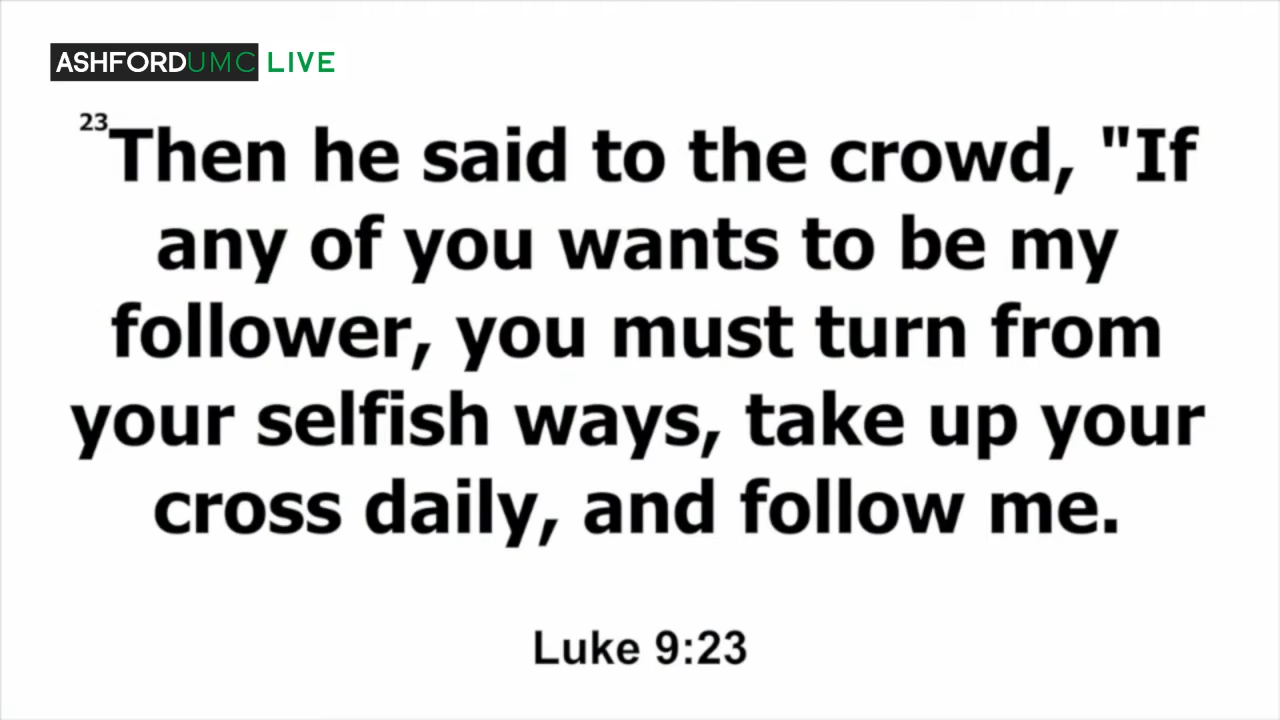 ASHFORDUMC LIVE
23Then he said to the crowd, "If
any of you wants to be my
follower, you must turn from
your selfish ways, take up your
cross daily, and follow me.
Luke 9:23